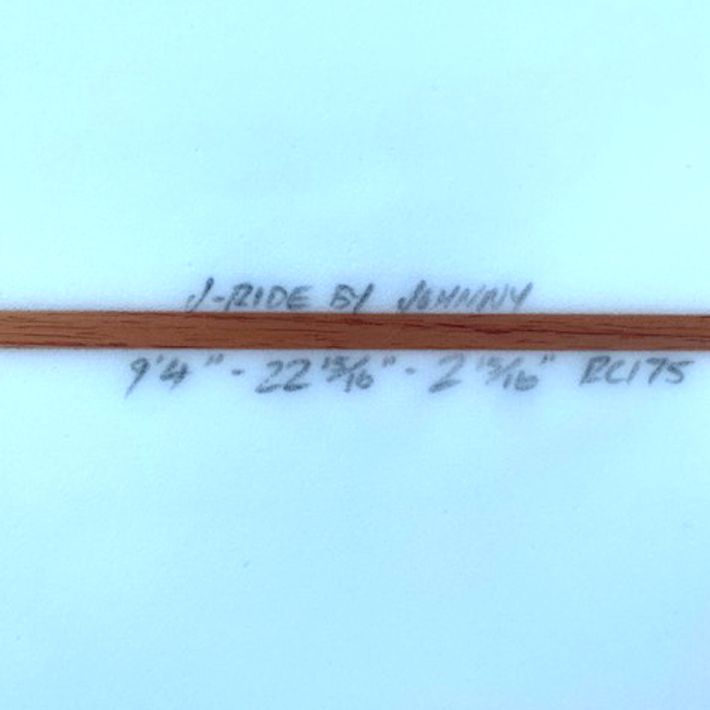 J-RIDE BY JOHNNY
9'4" - 22 15/16" - 2 15/16" RC175